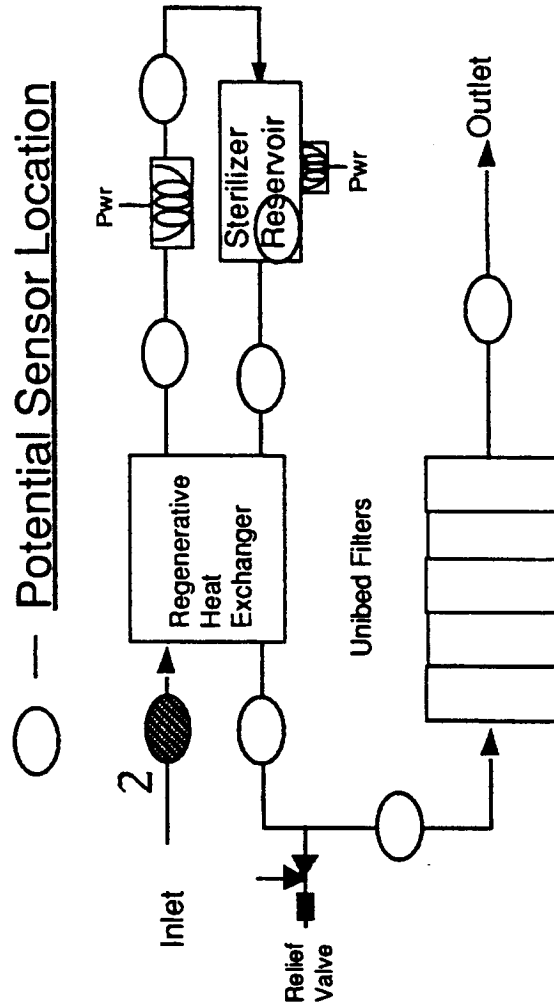 — Potential Sensor Location
Pwr
Sterilizer
Reservoir
Pwr
Regenerative
Heat
Exchanger
2
Inlet
Relief
Valve
Unibed Filters
Outlet